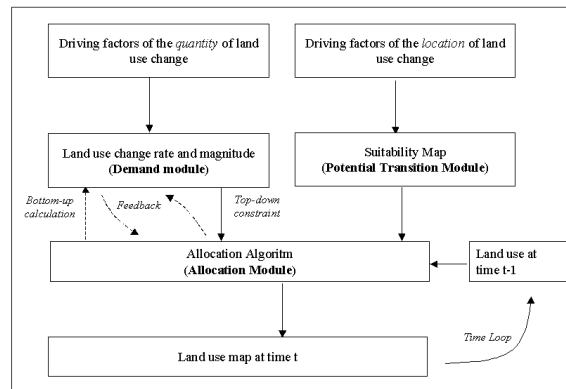 Driving factors of the quantity of land
use change
Driving factors of the location of land
use change
Land use change rate and magnitude
(Demand module)
Suitability Map
(Potential Transition Module)
Bottom-up
calculation
Feedback
Top-down
constraint
Allocation Algoritm
(Allocation Module)
Land use at
time t-1
Time Loop
Land use map at time t